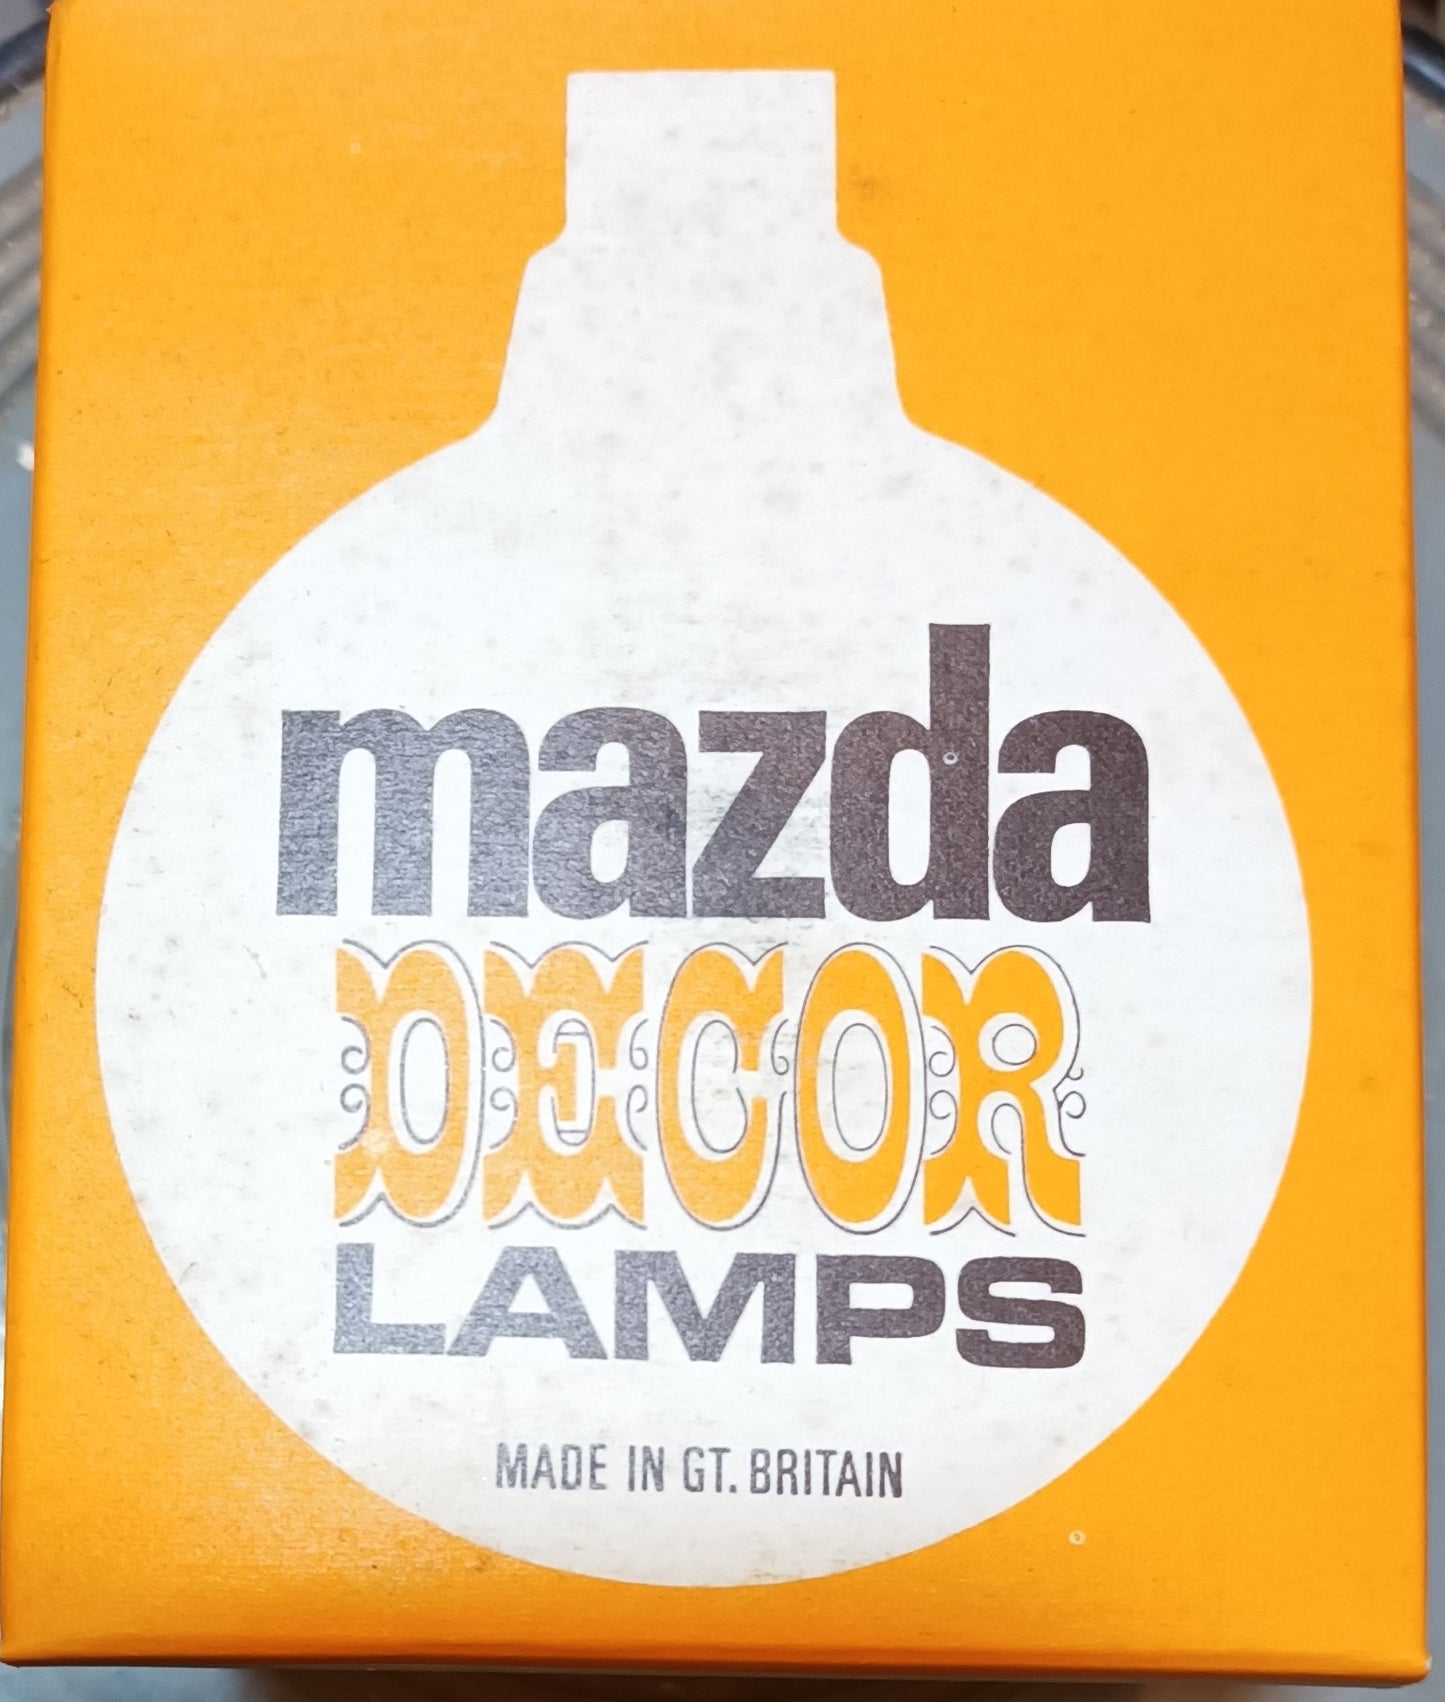 mazda
DECOR
LAMPS
MADE IN GT. BRITAIN